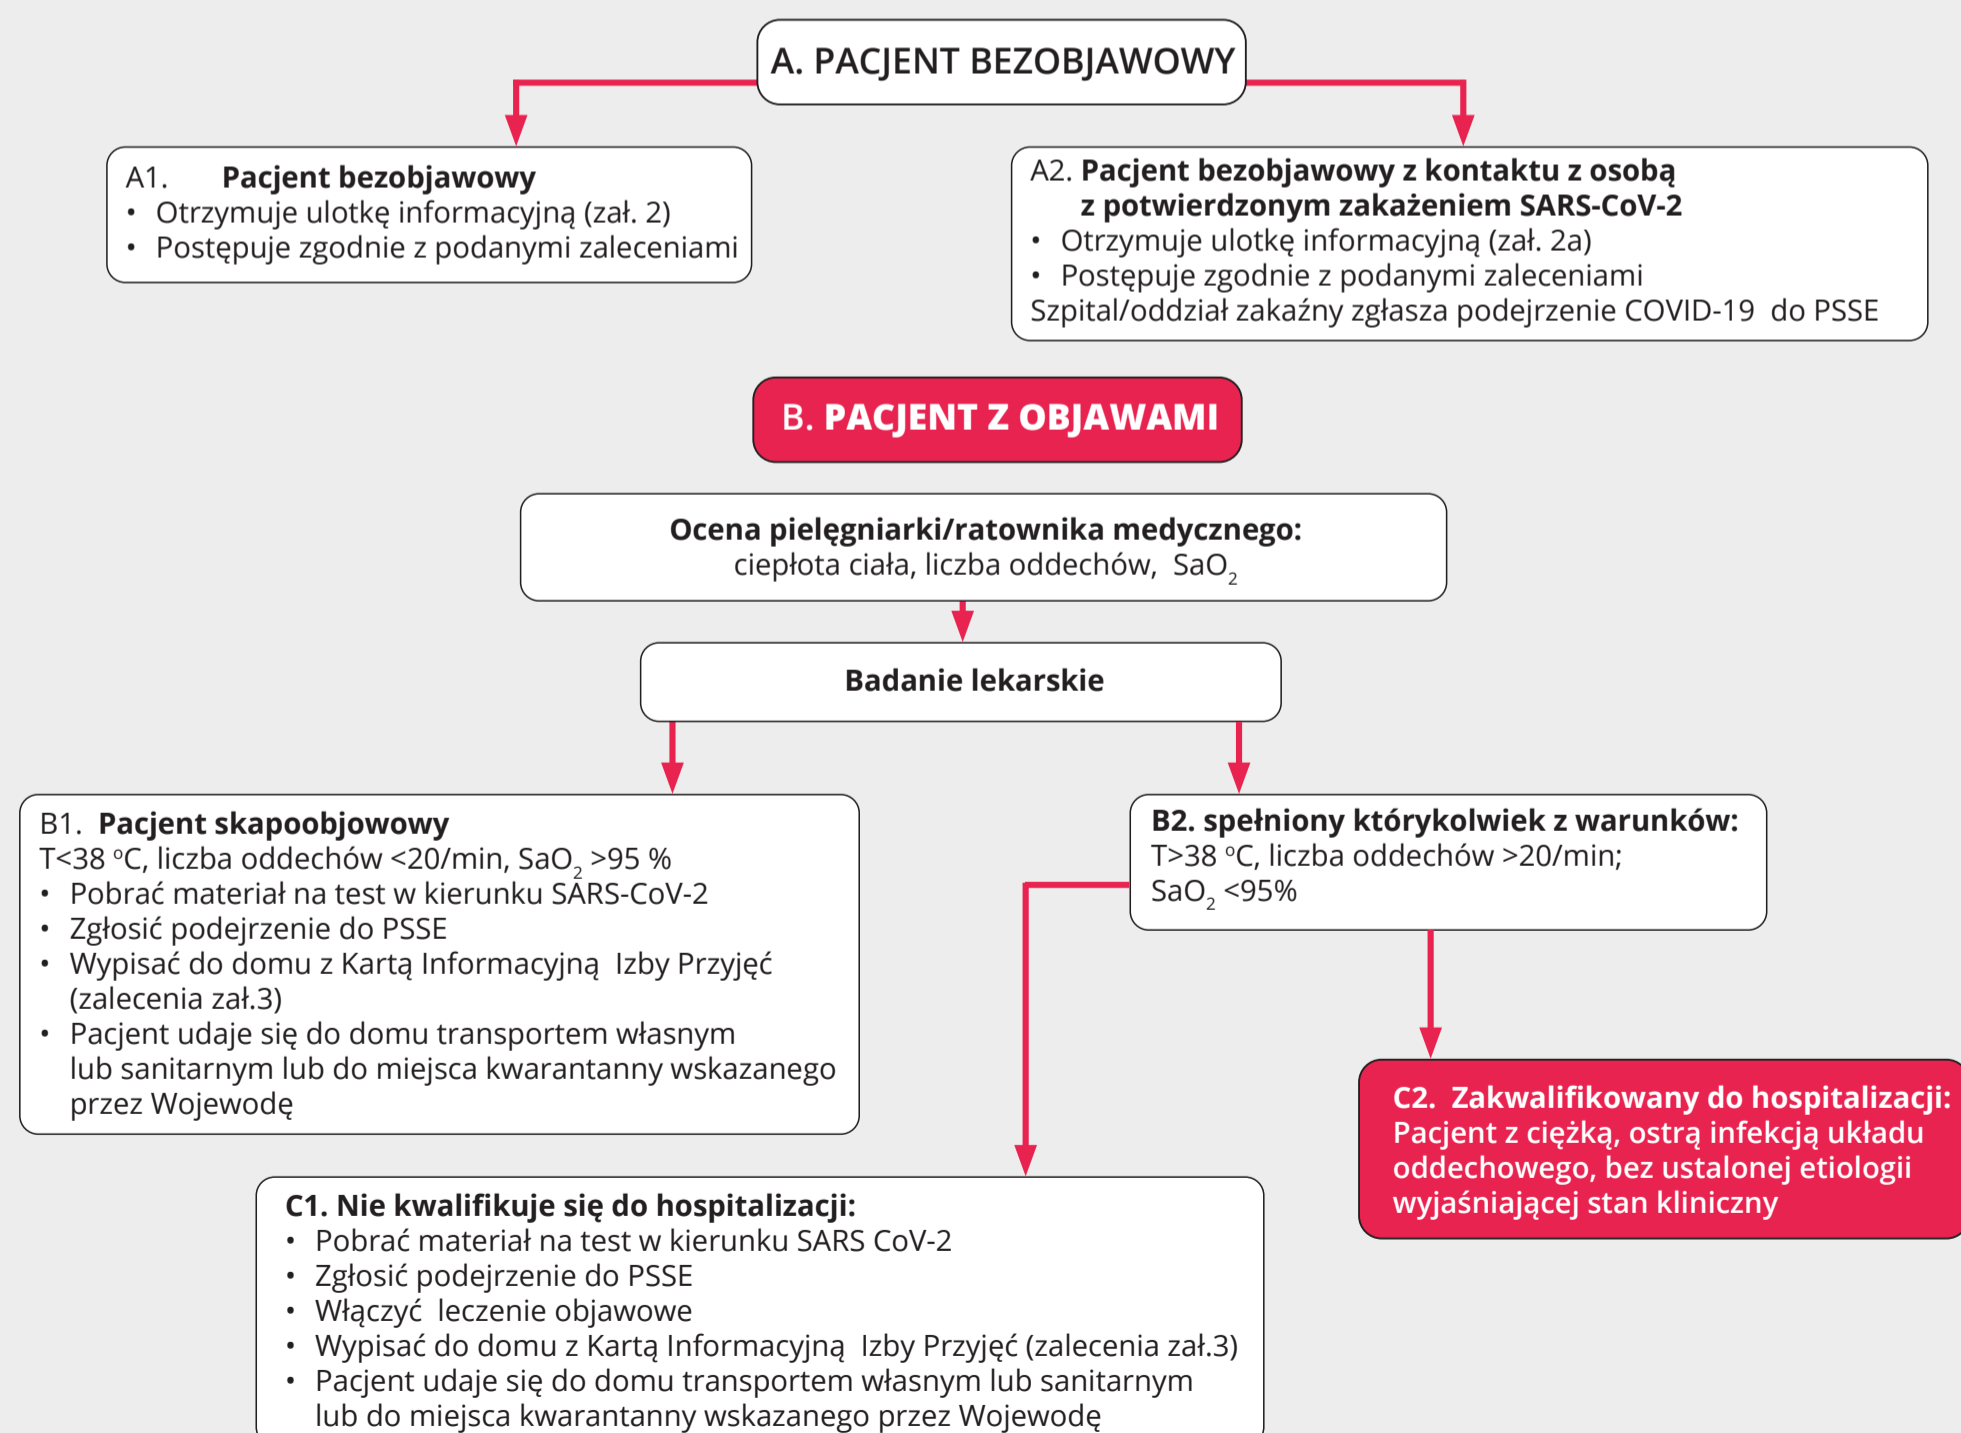 A. PACJENT BEZOBJAWOWY
A1. Pacjent bezobjawowy
• Otrzymuje ulotkę informacyjną (zał. 2)
• Postępuje zgodnie z podanymi zaleceniami
A2. Pacjent bezobjawowy z kontaktu z osobą
z potwierdzonym zakażeniem SARS-CoV-2
• Otrzymuje ulotkę informacyjną (zał. 2a)
• Postępuje zgodnie z podanymi zaleceniami
Szpital/oddział zakaźny zgłasza podejrzenie COVID-19 do PSSE
B. PACJENT Z OBJAWAMI
Ocena pielęgniarki/ratownika medycznego:
ciepłota ciała, liczba oddechów, SaO₂
Badanie lekarskie
B1. Pacjent skapoobjowowy
T<38 ºC, liczba oddechów <20/min, SaO₂ >95 %
• Pobrać materiał na test w kierunku SARS-CoV-2
• Zgłosić podejrzenie do PSSE
• Wypisać do domu z Kartą Informacyjną Izby Przyjęć
(zalecenia zał.3)
• Pacjent udaje się do domu transportem własnym
lub sanitarnym lub do miejsca kwarantanny wskazanego
przez Wojewodę
B2. spełniony którykolwiek z warunków:
T>38 ºC, liczba oddechów >20/min;
SaO₂ <95%
C2. Zakwalifikowany do hospitalizacji:
Pacjent z ciężką, ostrą infekcją układu
oddechowego, bez ustalonej etiologii
wyjaśniającej stan kliniczny
C1. Nie kwalifikuje się do hospitalizacji:
• Pobrać materiał na test w kierunku SARS CoV-2
• Zgłosić podejrzenie do PSSE
• Włączyć leczenie objawowe
• Wypisać do domu z Kartą Informacyjną Izby Przyjęć (zalecenia zał.3)
• Pacjent udaje się do domu transportem własnym lub sanitarnym
lub do miejsca kwarantanny wskazanego przez Wojewodę